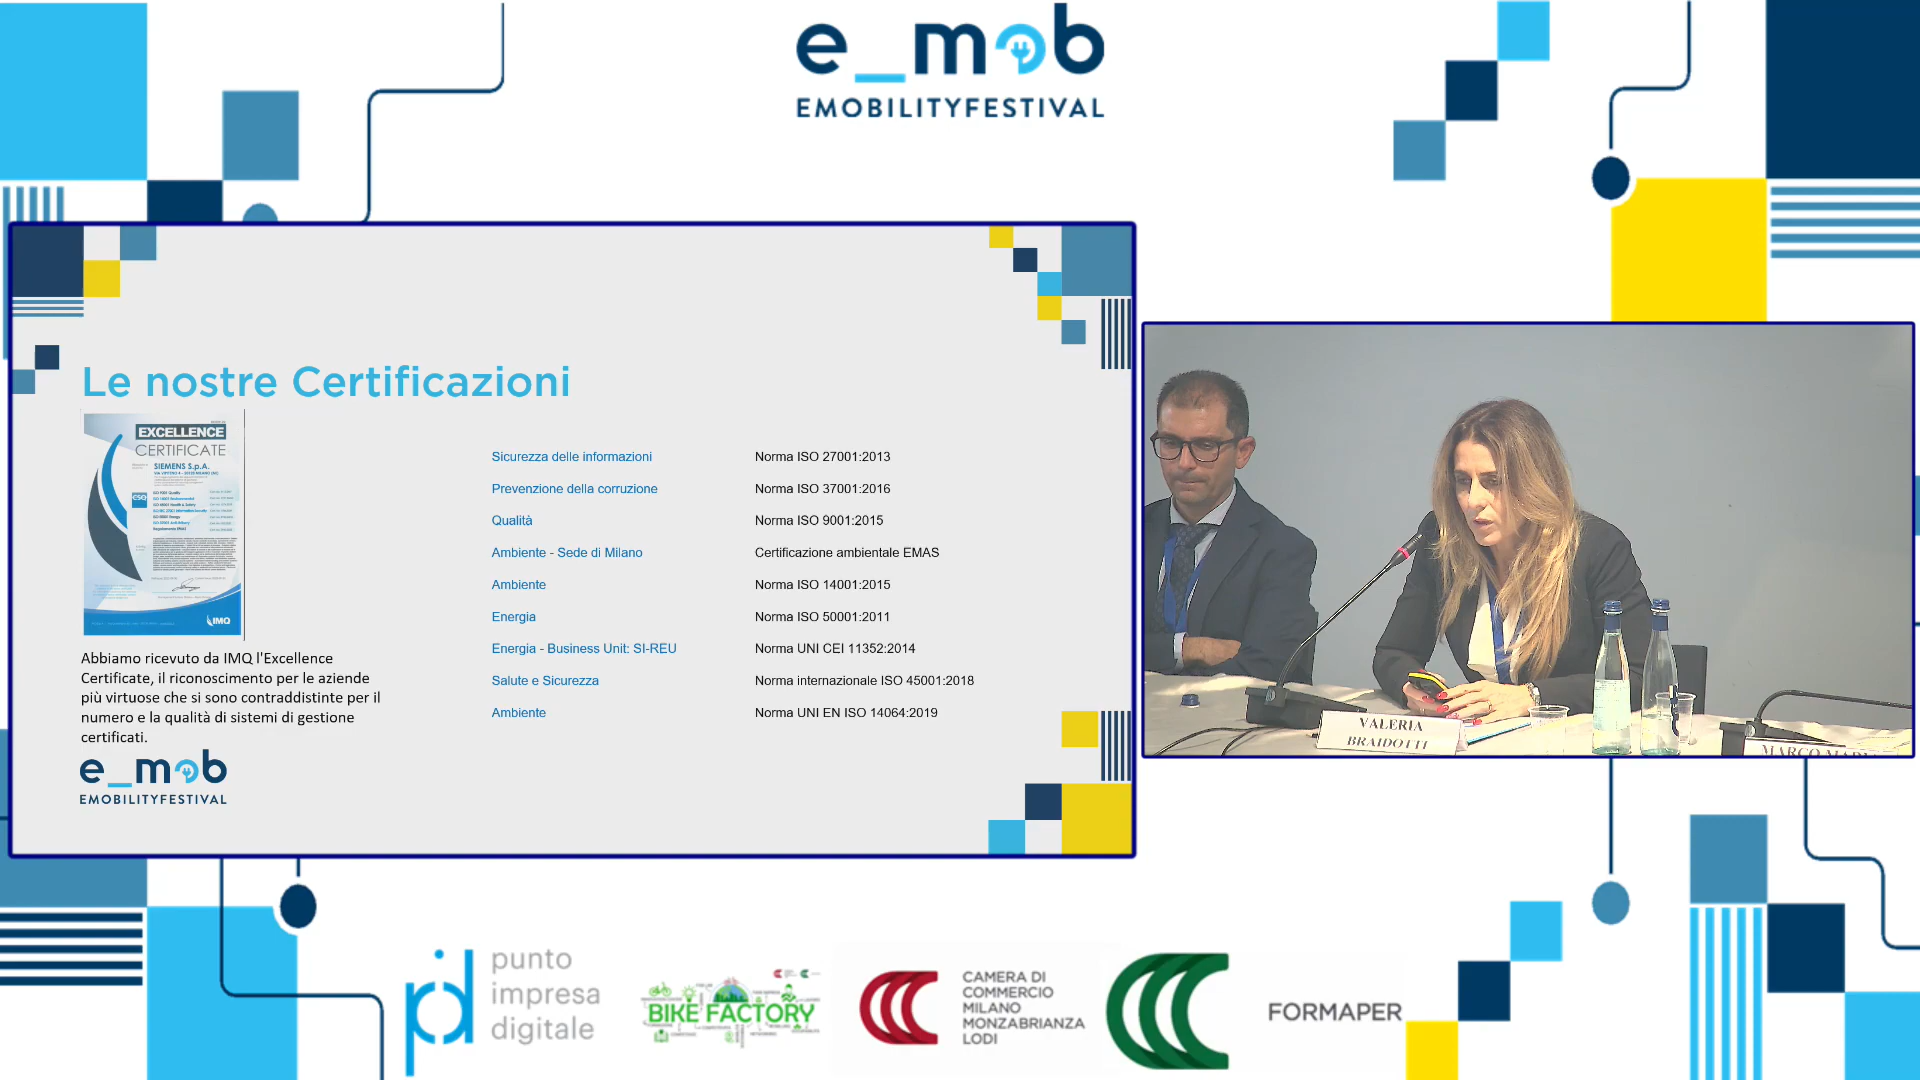 e_mob
EMOBILITYFESTIVAL
Le nostre Certificazioni
EXCELLENCE
CERTIFICATE
SIEMENS S.p.A.
IMQ
Abbiamo ricevuto da IMQ l'Excellence
Certificate, il riconoscimento per le aziende
più virtuose che si sono contraddistinte per il
numero e la qualità di sistemi di gestione
certificati.
Sicurezza delle informazioni Norma ISO 27001:2013
Prevenzione della corruzione Norma ISO 37001:2016
Qualità Norma ISO 9001:2015
Ambiente - Sede di Milano Certificazione ambientale EMAS
Ambiente Norma ISO 14001:2015
Energia Norma ISO 50001:2011
Energia - Business Unit: SI-REU Norma UNI CEI 11352:2014
Salute e Sicurezza Norma internazionale ISO 45001:2018
Ambiente Norma UNI EN ISO 14064:2019
e_mob
EMOBILITYFESTIVAL
VALERIA
BRAIDOTTI
MARCO
punto
impresa
digitale
BIKE FACTORY
CAMERA DI
COMMERCIO
MILANO
MONZABRIANZA
LODI
FORMAPER